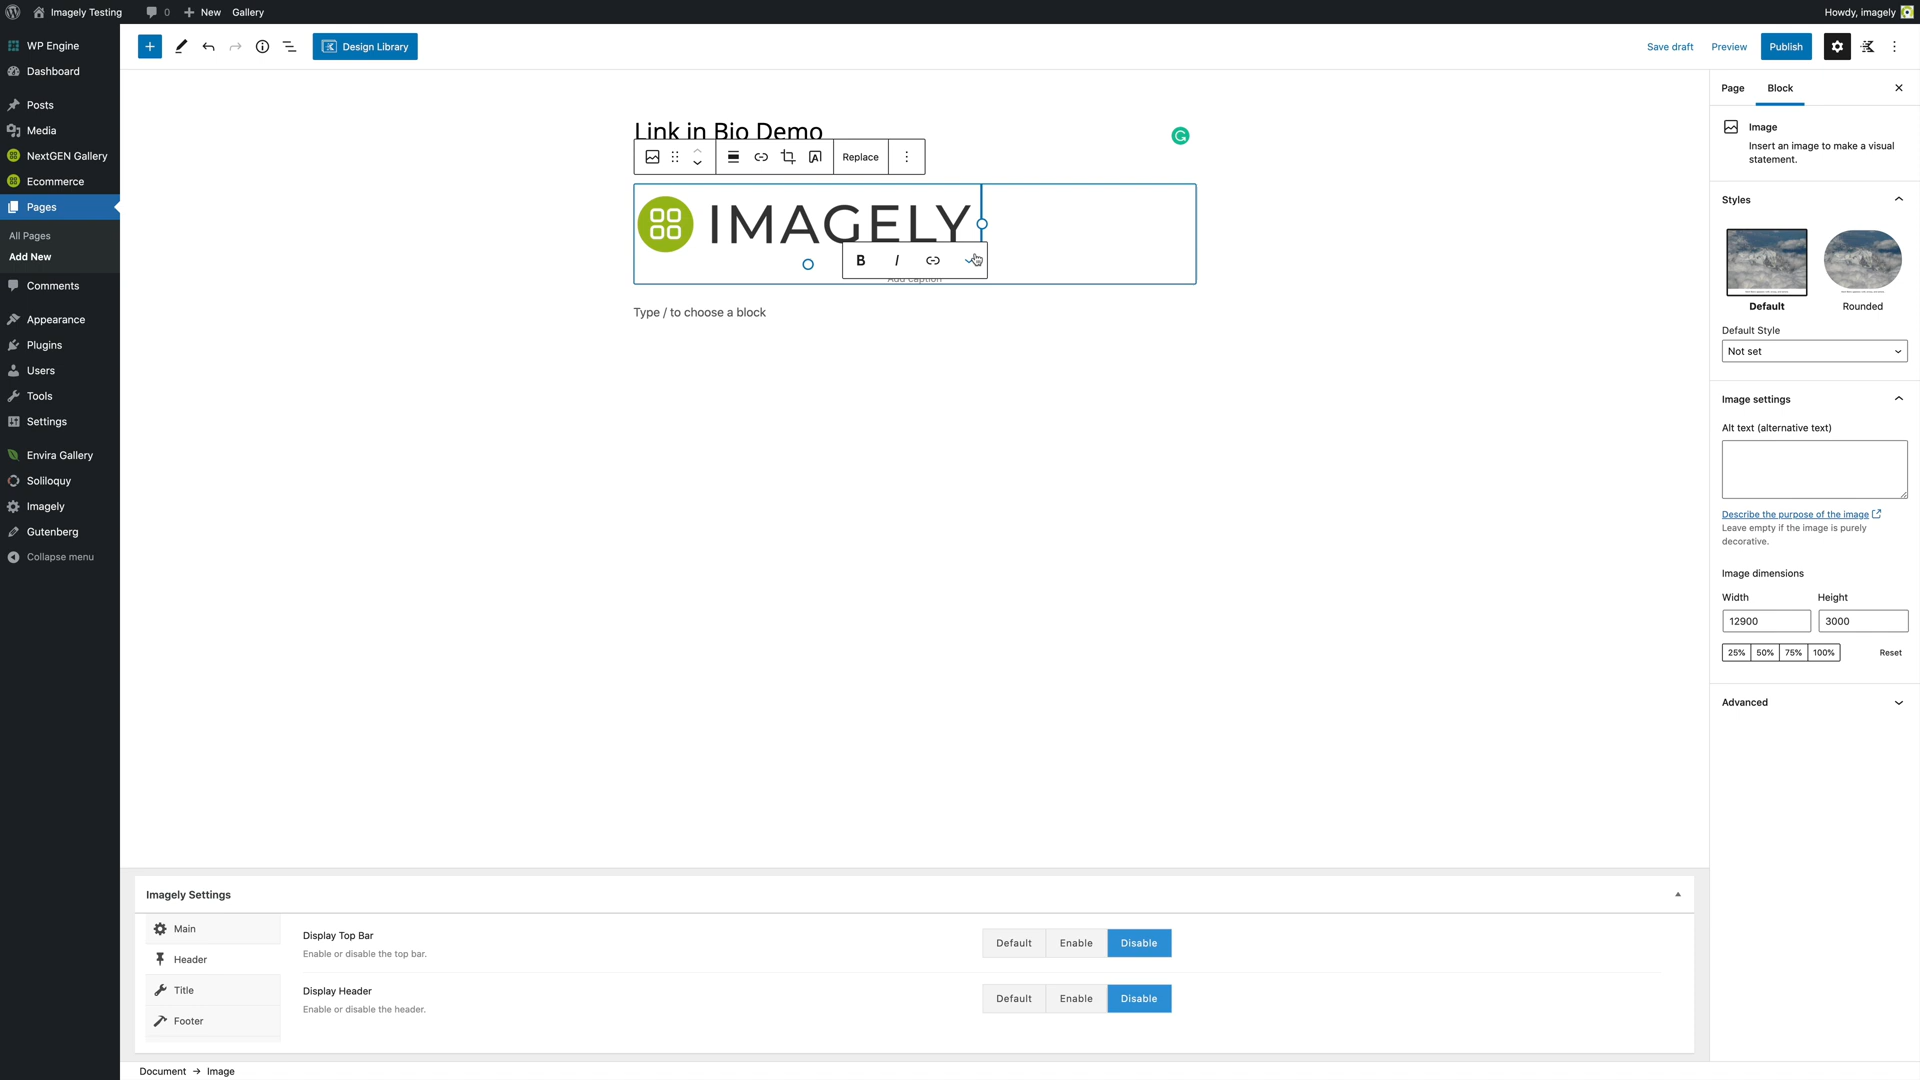 Imagely Testing
0
New
Gallery
Howdy, imagely
WP Engine
Dashboard
Posts
Media
NextGEN Gallery
Ecommerce
Pages
All Pages
Add New
Comments
Appearance
Plugins
Users
Tools
Settings
Envira Gallery
Soliloquy
Imagely
Gutenberg
Collapse menu
Design Library
Save draft
Preview
Publish
Link in Bio Demo
Replace
IMAGELY
B I
Add caption
Type / to choose a block
Page
Block
Image
Insert an image to make a visual
statement.
Styles
Default
Rounded
Default Style
Not set
Image settings
Alt text (alternative text)
Describe the purpose of the image
Leave empty if the image is purely
decorative.
Image dimensions
Width
Height
12900
3000
25% 50% 75% 100%
Reset
Advanced
Imagely Settings
Main
Header
Title
Footer
Display Top Bar
Enable or disable the top bar.
Default Enable Disable
Display Header
Enable or disable the header.
Default Enable Disable
Document → Image